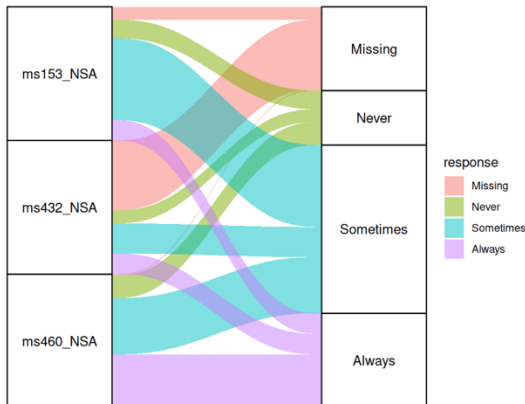 ms153_NSA
ms432_NSA
ms460_NSA
Missing
Never
Sometimes
Always
response
Missing
Never
Sometimes
Always